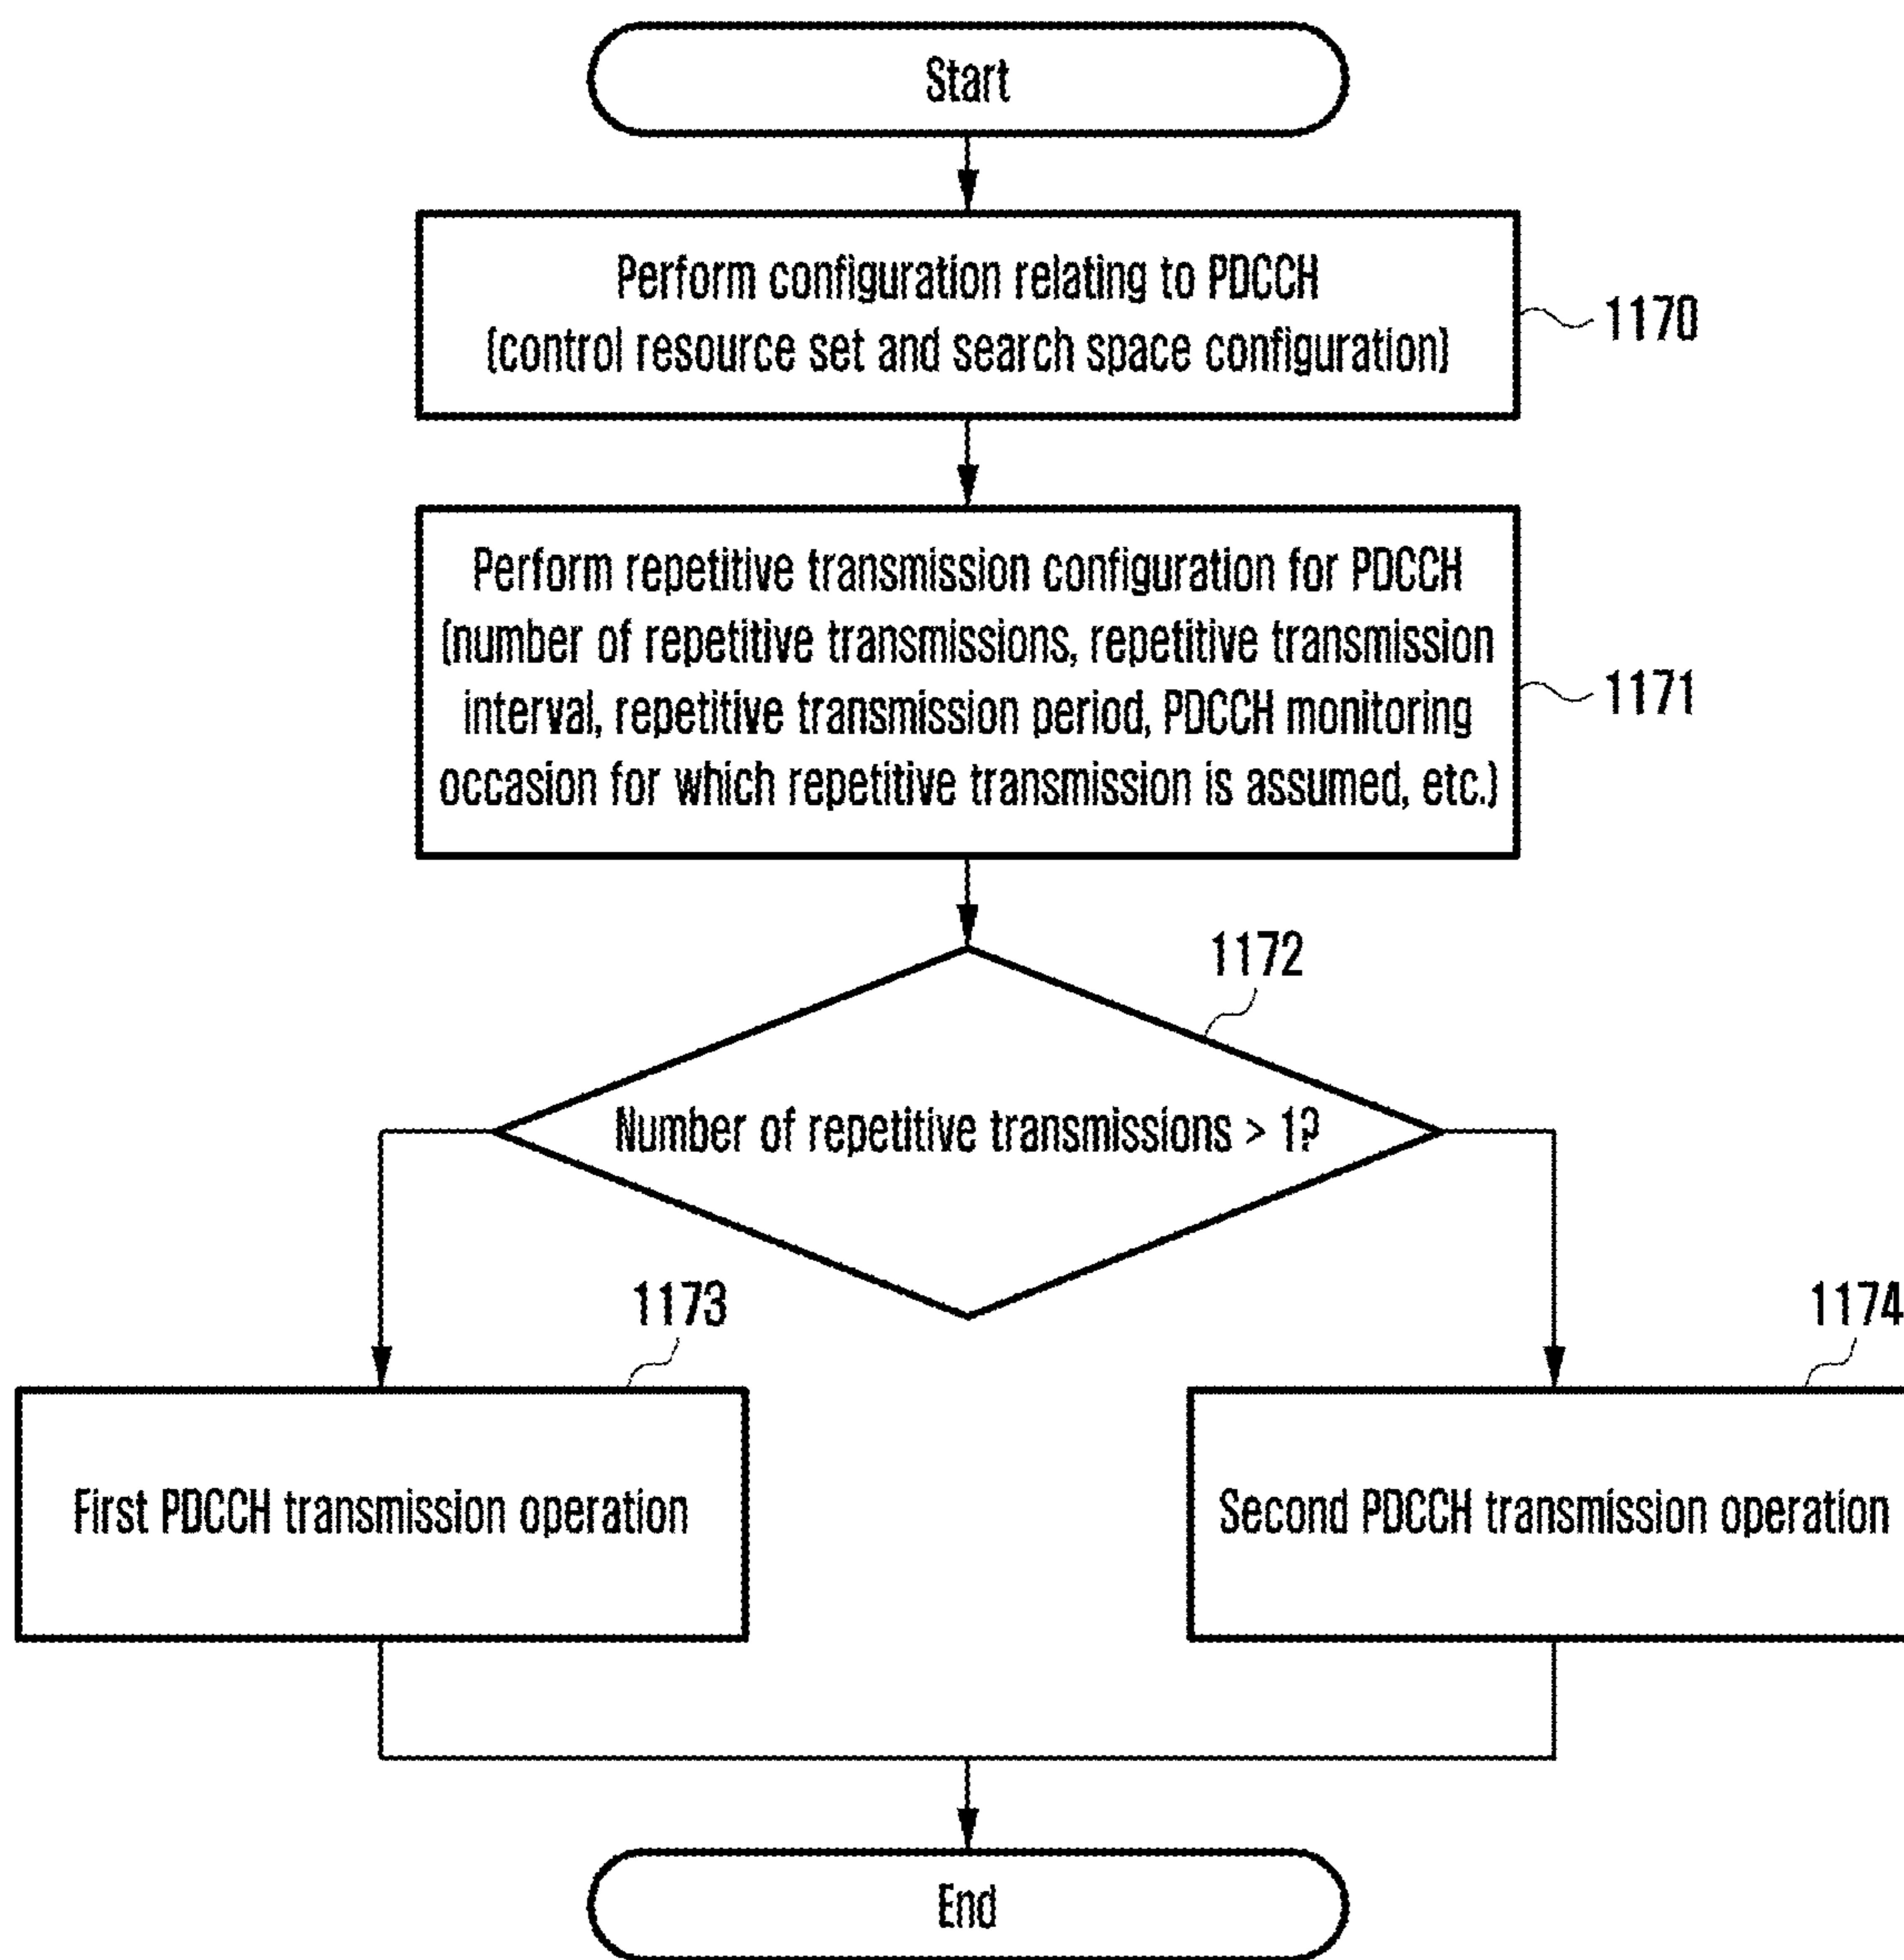 Start
Perform configuration relating to PDCCH
(control resource set and search space configuration)
1170
Perform repetitive transmission configuration for PDCCH
(number of repetitive transmissions, repetitive transmission
interval, repetitive transmission period, PDCCH monitoring
occasion for which repetitive transmission is assumed, etc.)
1171
1172
Number of repetitive transmissions > 1?
1173
1174
First PDCCH transmission operation
Second PDCCH transmission operation
End